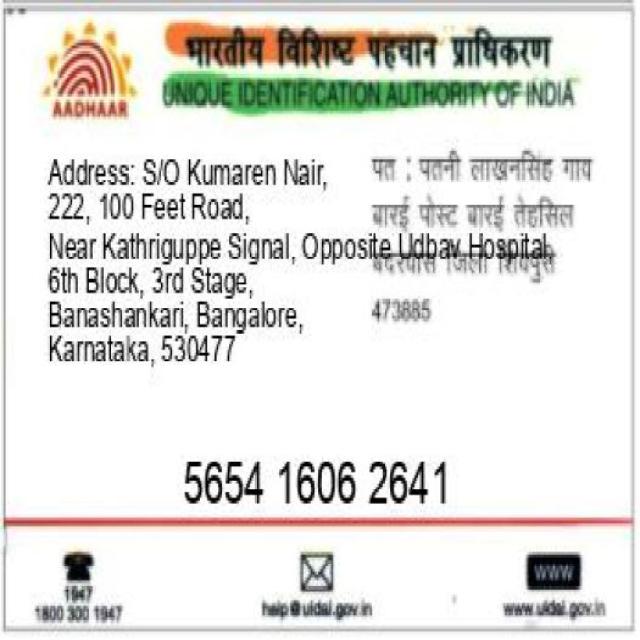 भारतीय विशिष्ट पहचान प्राधिकरण
AADHAAR
UNIQUE IDENTIFICATION AUTHORITY OF INDIA
Address: S/O Kumaren Nair,
222, 100 Feet Road,
Near Kathriguppe Signal, Opposite Udbav Hospital,
6th Block, 3rd Stage,
Banashankari, Bangalore,
Karnataka, 530477
पत : पतनी लाखनसिंह गाय
बारई पोस्ट बारई तेहसिल
बदरवास जिला शिवपुरी
473885
5654 1606 2641
1947
1800 300 1947
help@uidai.gov.in
WWW
www.uidai.gov.in